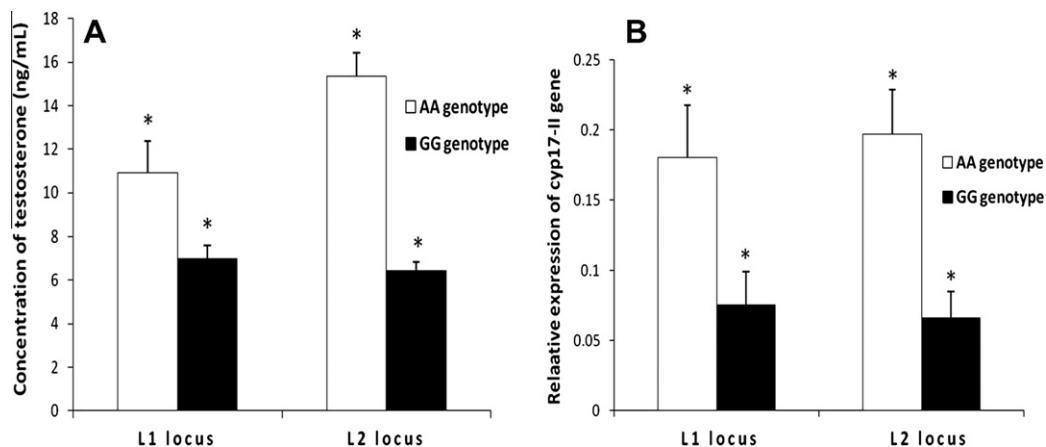 A
Concentration of testosterone (ng/mL)
18
16
14
12
10
8
6
4
2
0
*
*
*
*
AA genotype
GG genotype
L1 locus
L2 locus
B
Relaative expression of cyp17-II gene
0.25
0.2
0.15
0.1
0.05
0
*
*
*
*
AA genotype
GG genotype
L1 locus
L2 locus